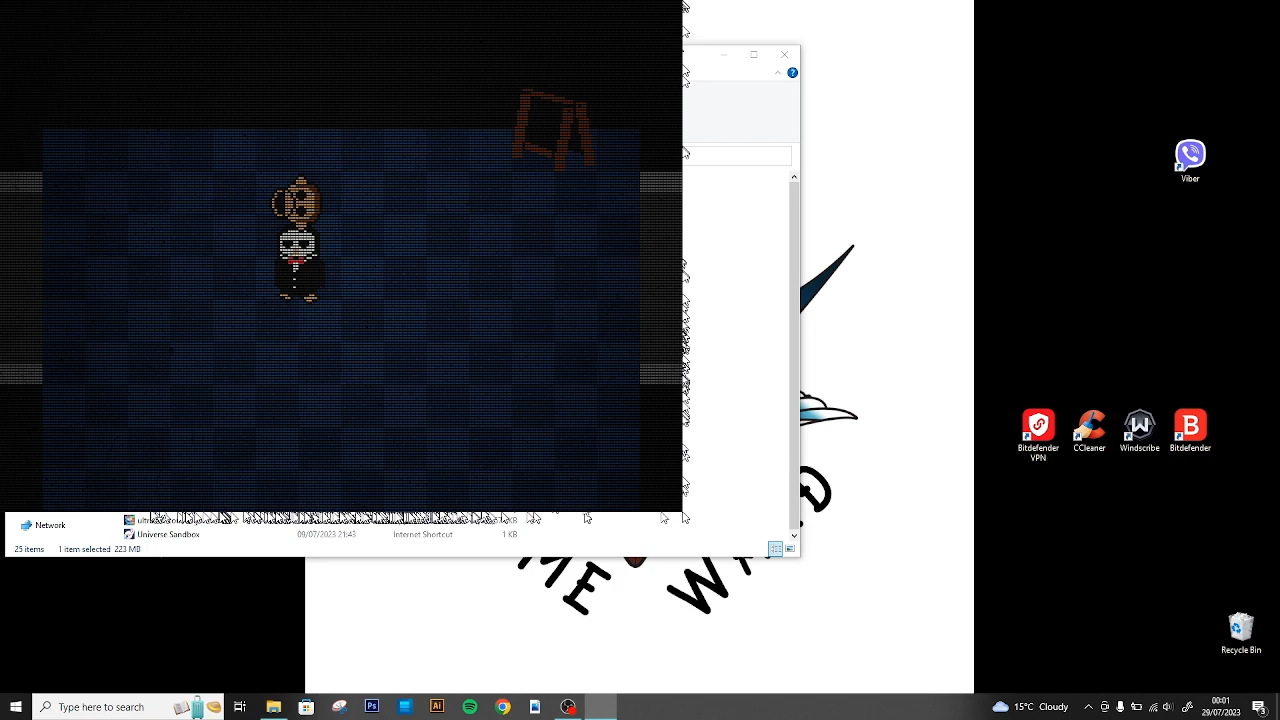 Viber
Bitdefender
VPN
CCleaner
Windscribe
Bitdefender
Network
Universe Sandbox
09/07/2023 21:43
Internet Shortcut
1 KB
25 items
1 item selected 223 MB
ME
Recycle Bin
Type here to search
15°C Cloudy
00:01
29/07/2023